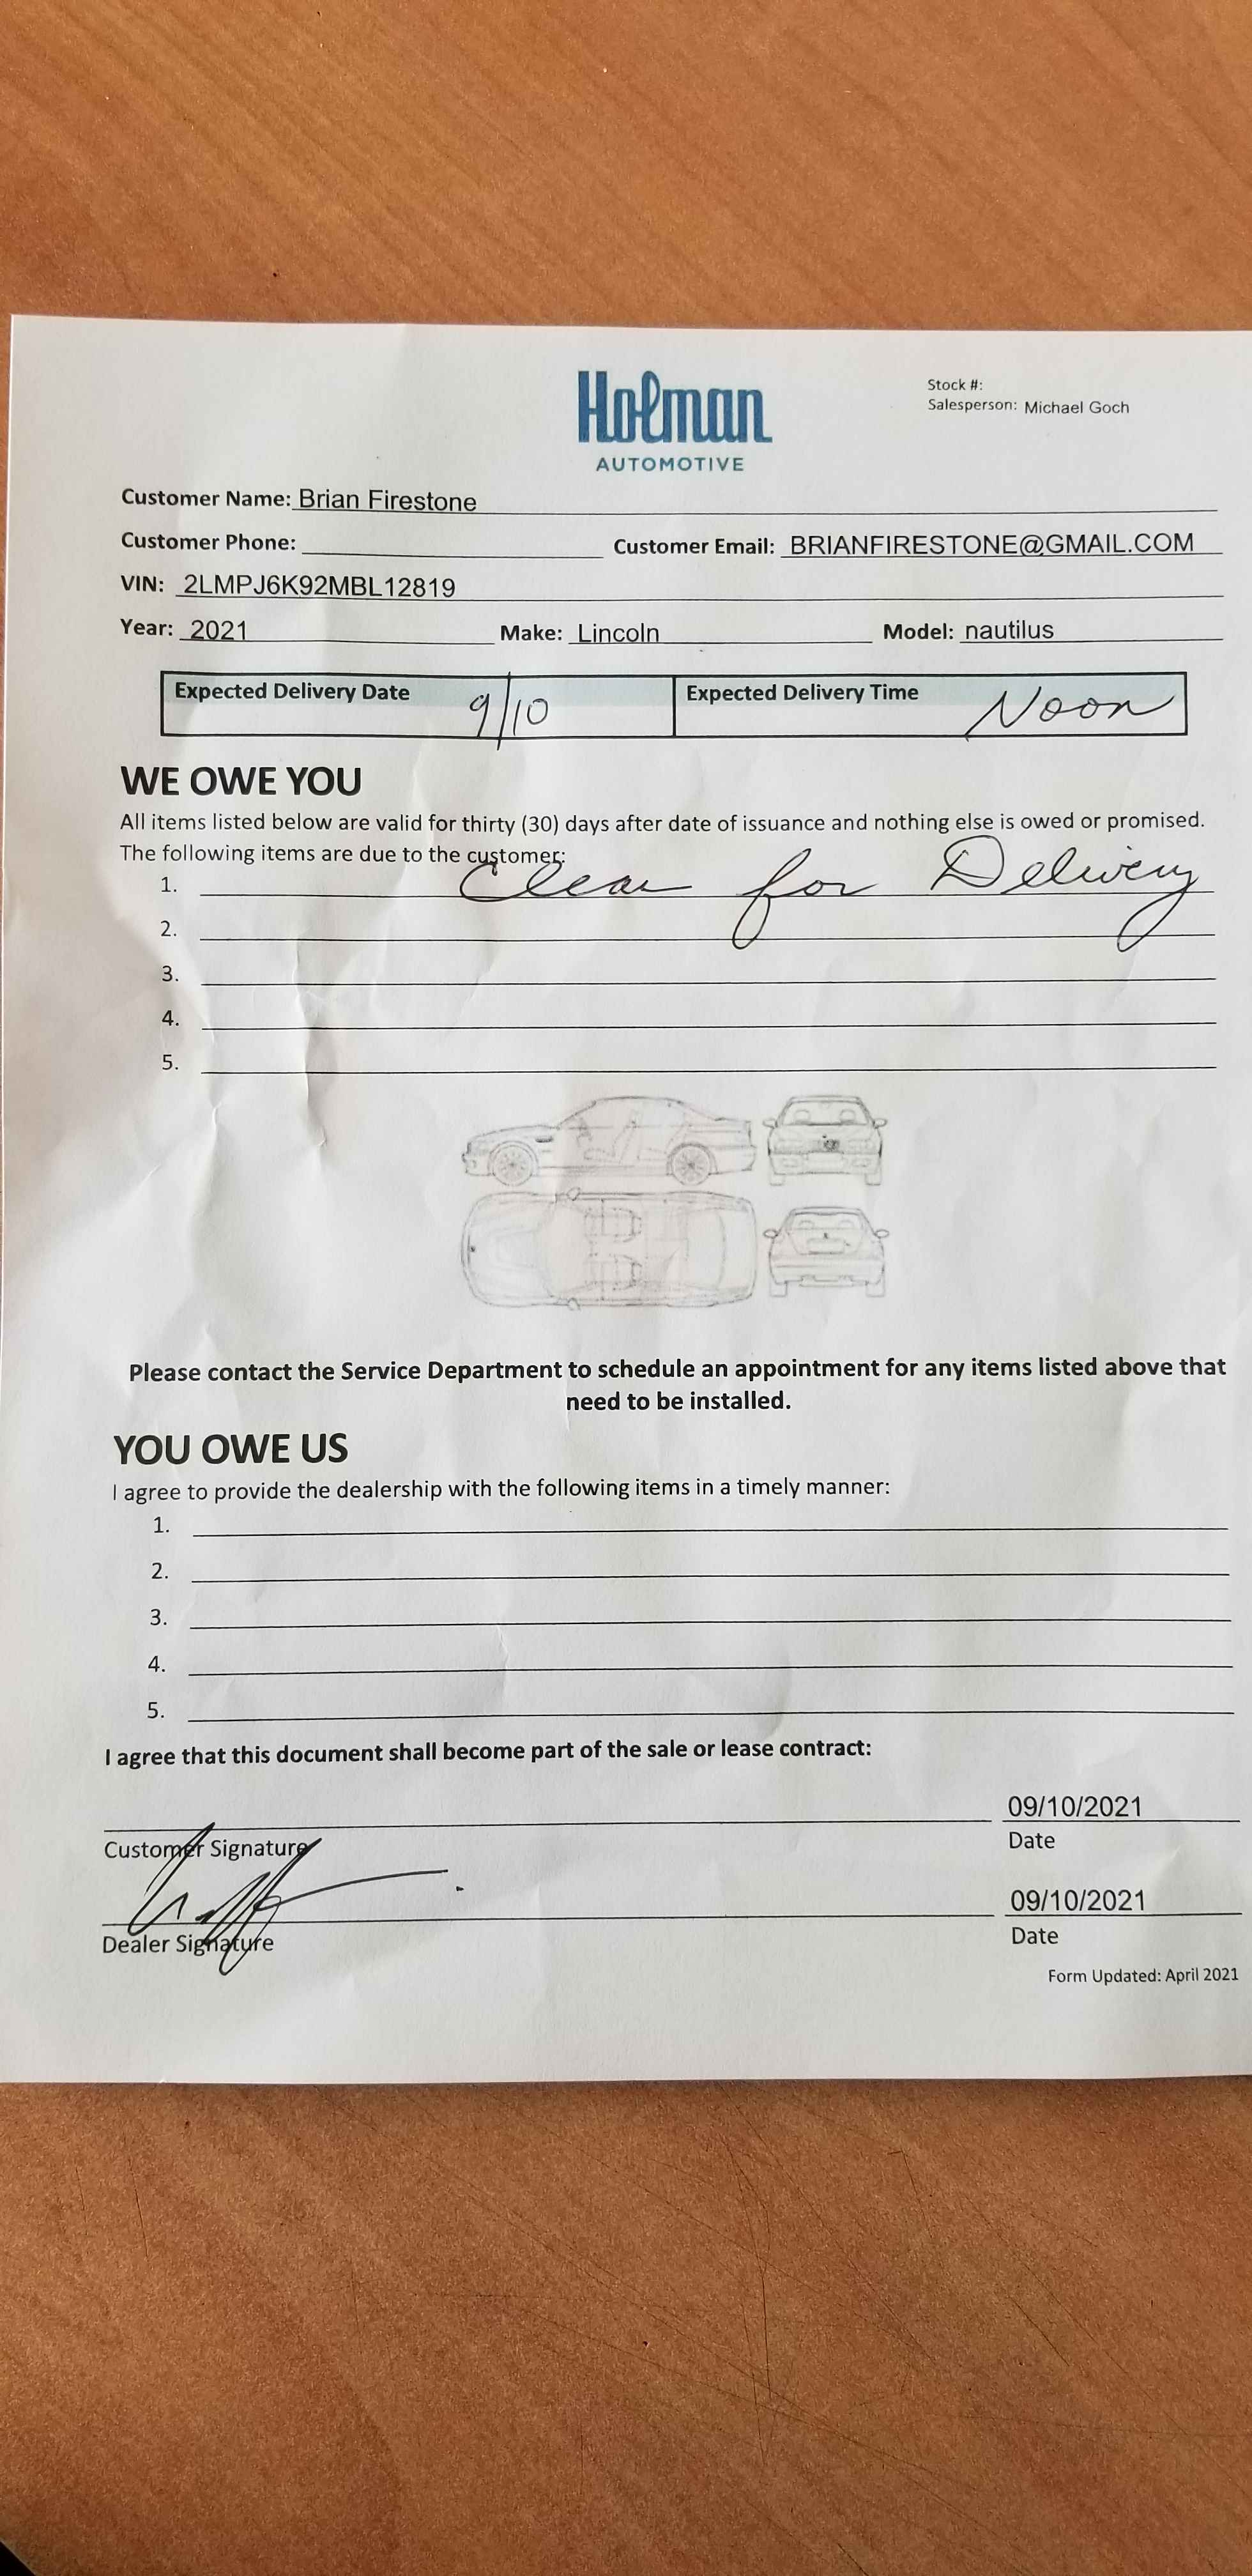 Holman
AUTOMOTIVE
Stock #:
Salesperson: Michael Goch
Customer Name: Brian Firestone
Customer Phone: Customer Email: BRIANFIRESTONE@GMAIL.COM
VIN: 2LMPJ6K92MBL12819
Year: 2021 Make: Lincoln Model: nautilus
Expected Delivery Date 9/10 Expected Delivery Time Noon
WE OWE YOU
All items listed below are valid for thirty (30) days after date of issuance and nothing else is owed or promised.
The following items are due to the customer:
1. Clean for Delivery
2.
3.
4.
5.
Please contact the Service Department to schedule an appointment for any items listed above that
need to be installed.
YOU OWE US
I agree to provide the dealership with the following items in a timely manner:
1.
2.
3.
4.
5.
I agree that this document shall become part of the sale or lease contract:
09/10/2021
Customer Signature Date
09/10/2021
Dealer Signature Date
Form Updated: April 2021